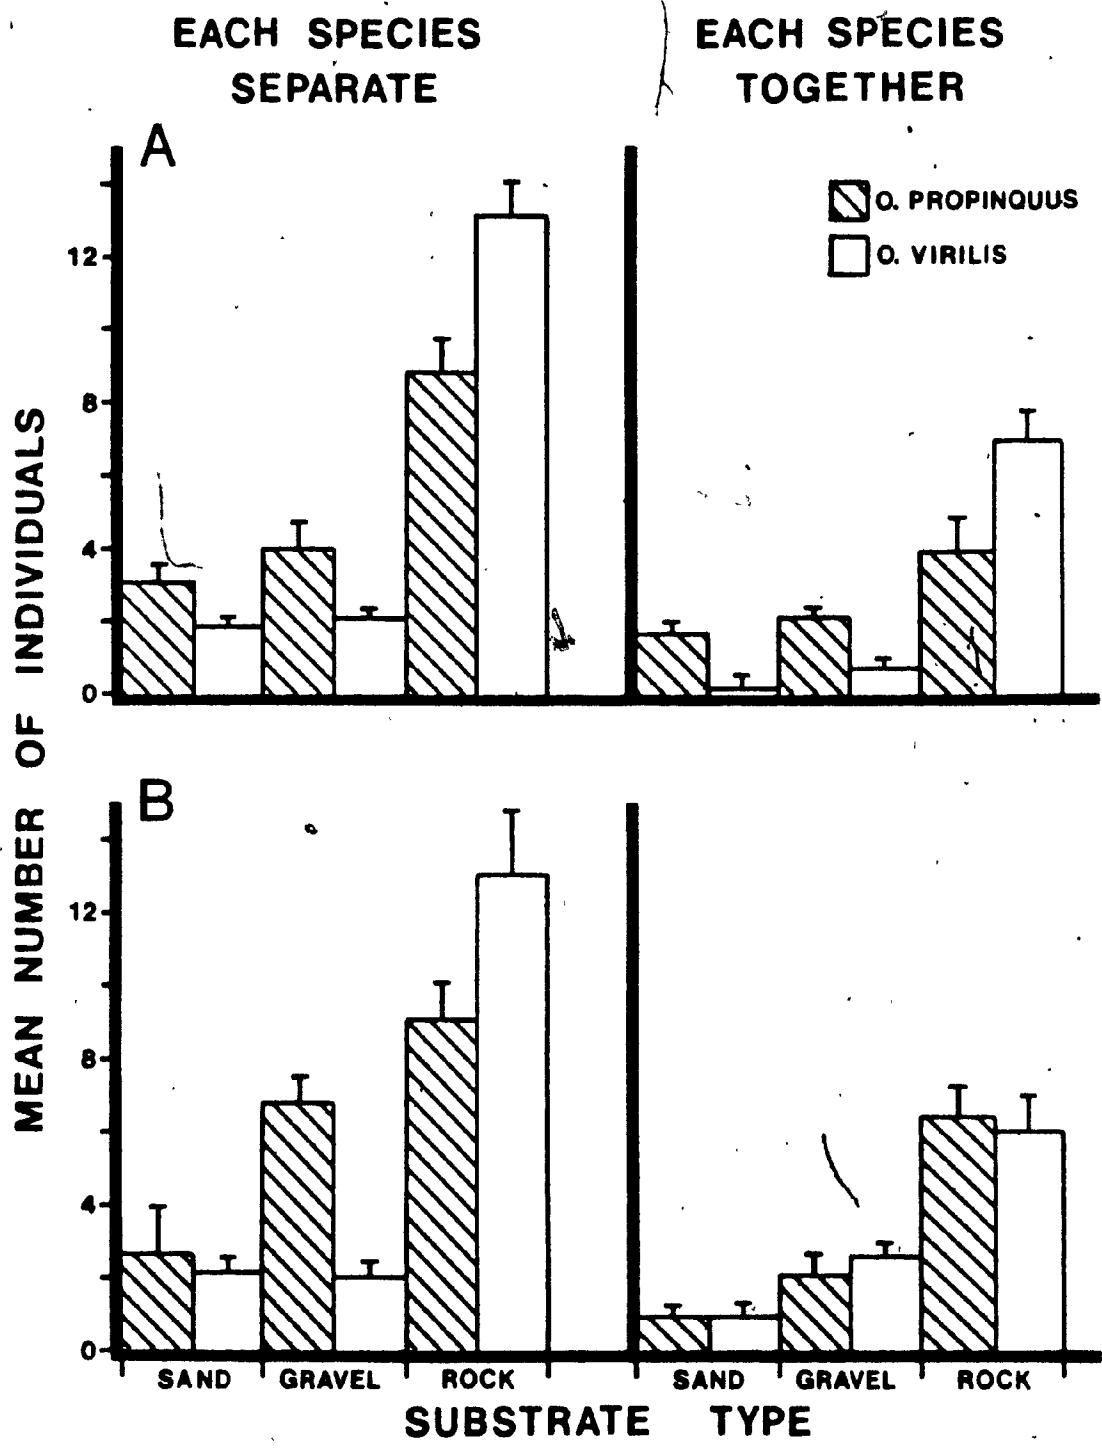 EACH SPECIES
SEPARATE
EACH SPECIES
TOGETHER
A
O. PROPINQUUS
O. VIRILIS
12
8
4
0
B
12
8
4
0
MEAN NUMBER OF INDIVIDUALS
SAND GRAVEL ROCK SAND GRAVEL ROCK
SUBSTRATE TYPE